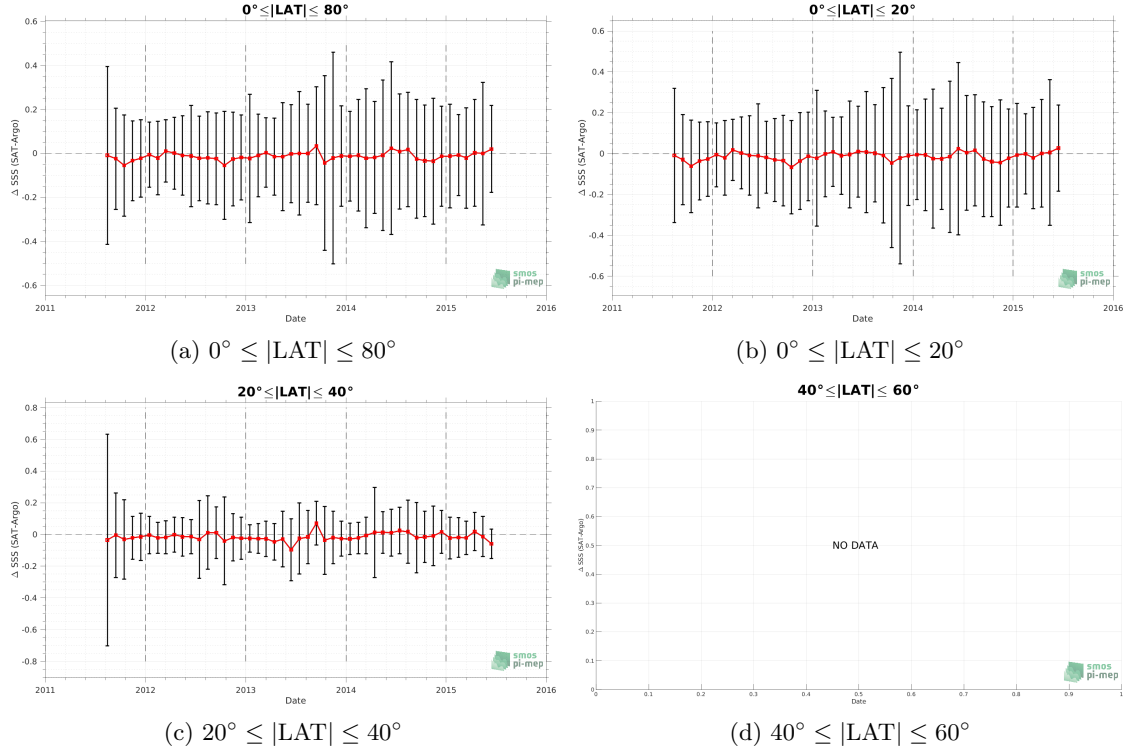 0°≤|LAT|≤ 80°
0.6
0.4
0.2
0
-0.2
-0.4
-0.6
Δ SSS (SAT-Argo)
2011 2012 2013 2014 2015 2016
Date
smos
pi-mep
(a) 0° ≤ |LAT| ≤ 80°
0°≤|LAT|≤ 20°
0.6
0.4
0.2
0
-0.2
-0.4
-0.6
Δ SSS (SAT-Argo)
2011 2012 2013 2014 2015 2016
Date
smos
pi-mep
(b) 0° ≤ |LAT| ≤ 20°
20°≤|LAT|≤ 40°
0.8
0.6
0.4
0.2
0
-0.2
-0.4
-0.6
-0.8
Δ SSS (SAT-Argo)
2011 2012 2013 2014 2015 2016
Date
smos
pi-mep
(c) 20° ≤ |LAT| ≤ 40°
40°≤|LAT|≤ 60°
1
0.9
0.8
0.7
0.6
0.5
0.4
0.3
0.2
0.1
0
Δ SSS (SAT-Argo)
NO DATA
0 0.1 0.2 0.3 0.4 0.5 0.6 0.7 0.8 0.9 1
Date
smos
pi-mep
(d) 40° ≤ |LAT| ≤ 60°